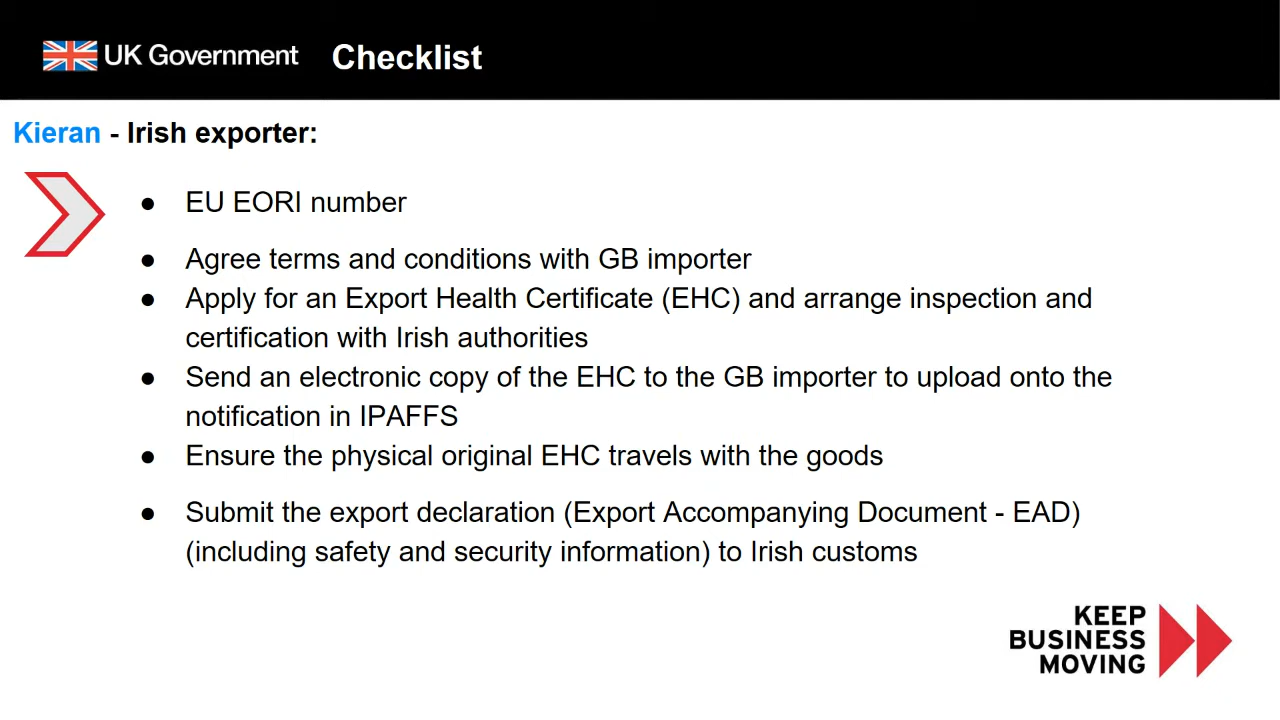 UK Government Checklist
Kieran - Irish exporter:
● EU EORI number
● Agree terms and conditions with GB importer
● Apply for an Export Health Certificate (EHC) and arrange inspection and
certification with Irish authorities
● Send an electronic copy of the EHC to the GB importer to upload onto the
notification in IPAFFS
● Ensure the physical original EHC travels with the goods
● Submit the export declaration (Export Accompanying Document - EAD)
(including safety and security information) to Irish customs
KEEP
BUSINESS
MOVING